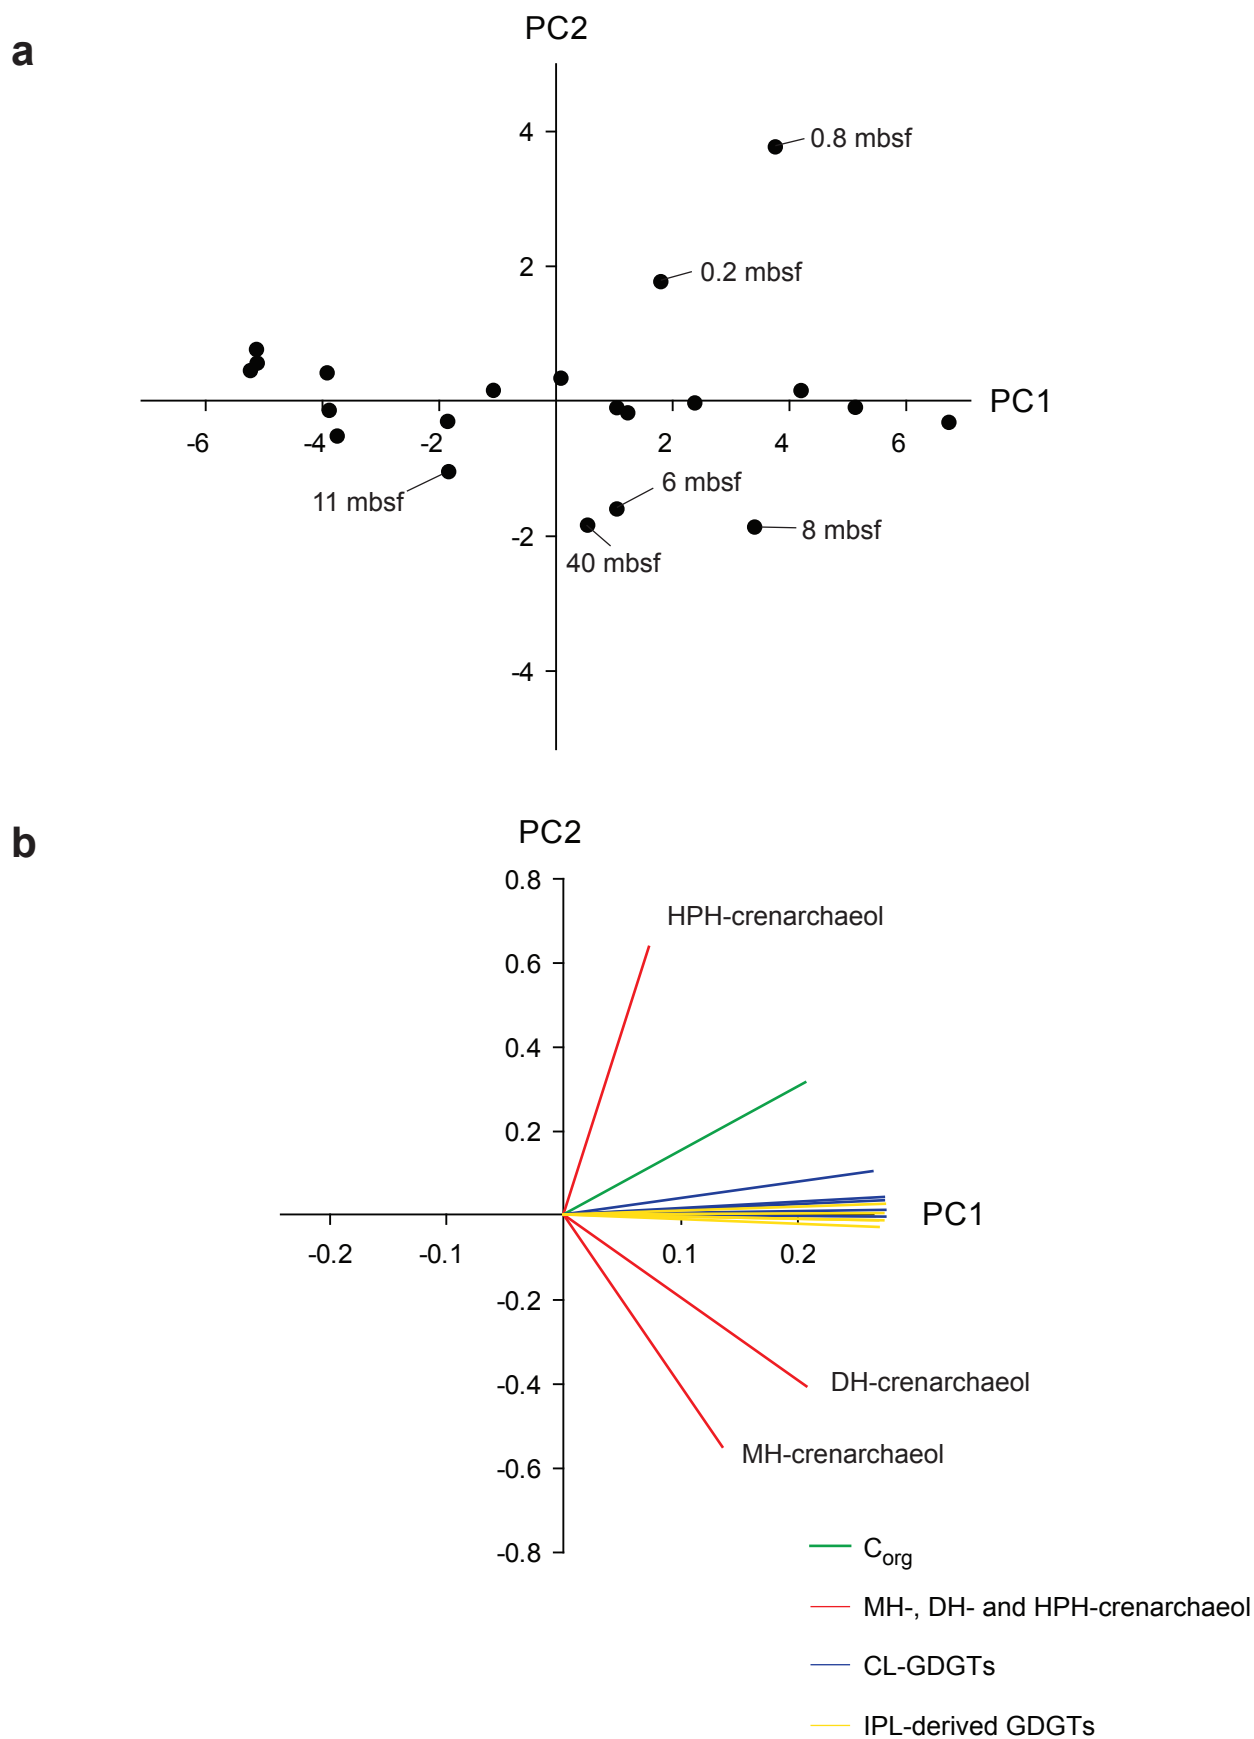 a
PC2
4
0.8 mbsf
2
0.2 mbsf
PC1
-6
-4
-2
2
4
6
11 mbsf
6 mbsf
-2
8 mbsf
40 mbsf
-4
b
PC2
0.8
HPH-crenarchaeol
0.6
0.4
0.2
PC1
-0.2
-0.1
0.1
0.2
-0.2
-0.4
DH-crenarchaeol
MH-crenarchaeol
-0.6
-0.8
Corg
MH-, DH- and HPH-crenarchaeol
CL-GDGTs
IPL-derived GDGTs